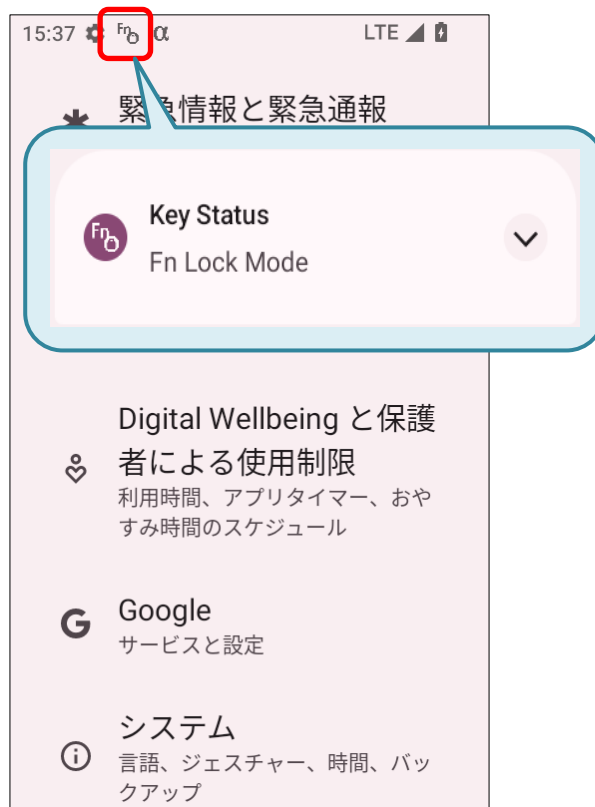 15:37 Fn α LTE
緊急情報と緊急通報
Fn
Key Status
Fn Lock Mode
Digital Wellbeing と保護
者による使用制限
利用時間、アプリタイマー、おや
すみ時間のスケジュール
G Google
サービスと設定
システム
言語、ジェスチャー、時間、バッ
クアップ